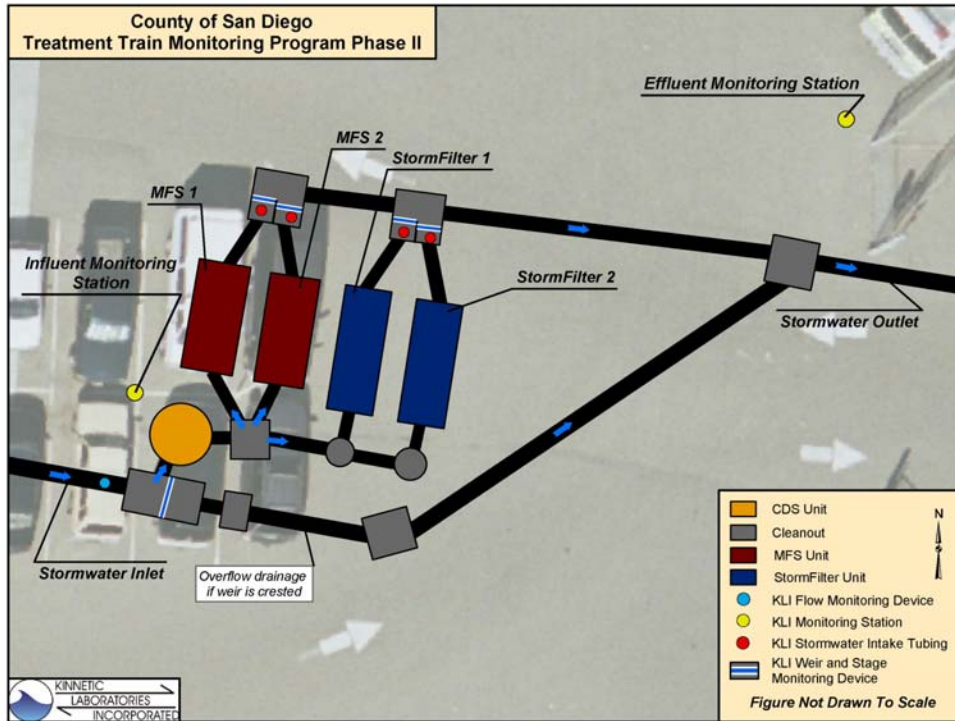 County of San Diego
Treatment Train Monitoring Program Phase II
Effluent Monitoring Station
MFS 2
StormFilter 1
MFS 1
Influent Monitoring
Station
StormFilter 2
Stormwater Outlet
Stormwater Inlet
Overflow drainage
if weir is crested
CDS Unit
Cleanout
MFS Unit
StormFilter Unit
KLI Flow Monitoring Device
KLI Monitoring Station
KLI Stormwater Intake Tubing
KLI Weir and Stage
Monitoring Device
N
Figure Not Drawn To Scale
KINNETIC
LABORATORIES
INCORPORATED